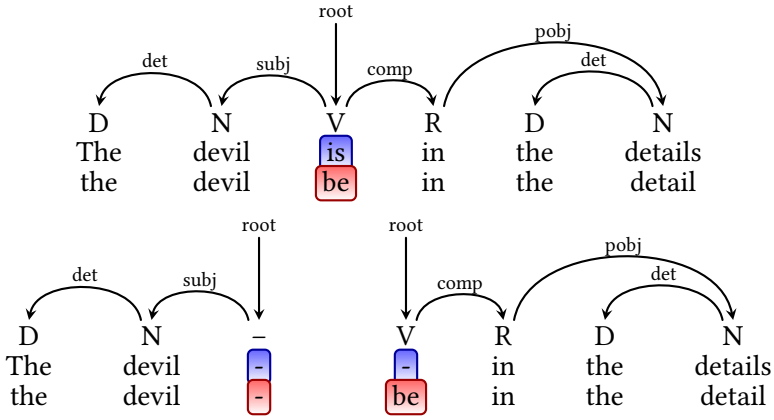 root
pobj
det subj comp det
D N V R D N
The devil is in the details
the devil be in the detail
root root
pobj
det subj comp det
D N – V R D N
The devil - - in the details
the devil - be in the detail